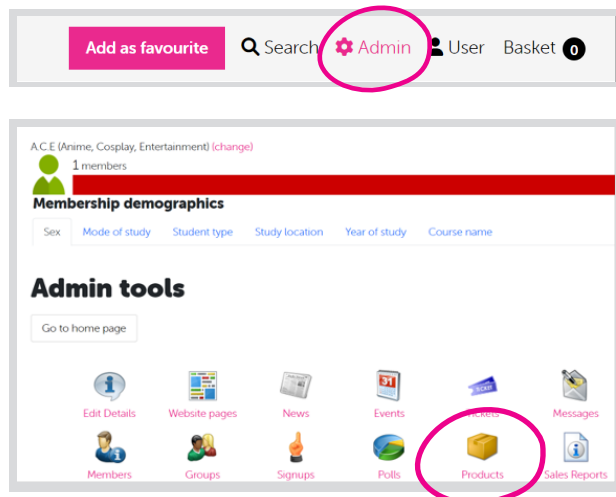 Add as favourite Search Admin User Basket 0
A.C.E (Anime, Cosplay, Entertainment) (change)
1 members
Membership demographics
Sex Mode of study Student type Study location Year of study Course name
Admin tools
Go to home page
31 TICKET
Edit Details Website pages News Events Tickets Messages
Members Groups Signups Polls Products Sales Reports